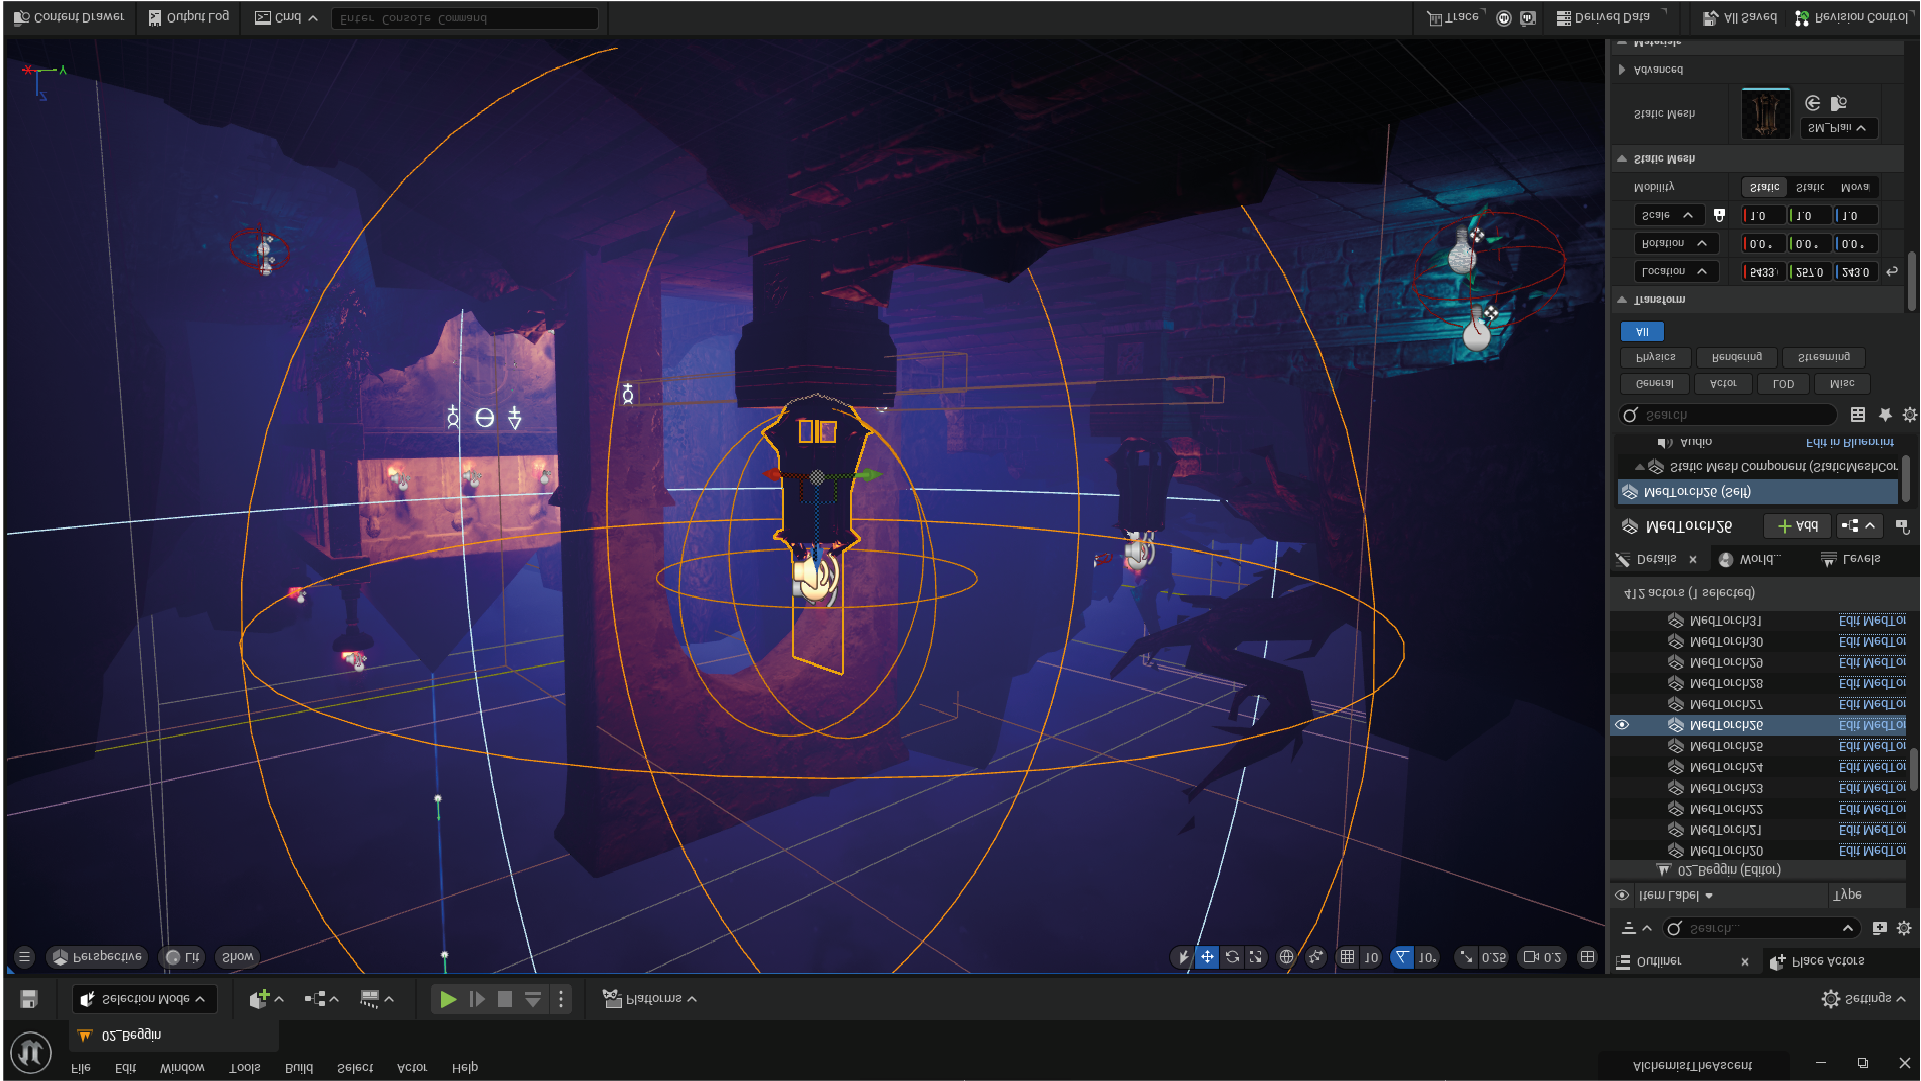 File Edit Window Tools Build Select Actor Help
AlchemistTheAscent
02_Beggin
Selection Mode
Platforms
Settings
Perspective Lit Show
10 10° 0.25 0.2
Outliner Place Actors
Search...
Item Label Type
02_Beggin (Editor)
MedTorch20 Edit MedTor
MedTorch21 Edit MedTor
MedTorch22 Edit MedTor
MedTorch23 Edit MedTor
MedTorch24 Edit MedTor
MedTorch25 Edit MedTor
MedTorch26 Edit MedTor
MedTorch27 Edit MedTor
MedTorch28 Edit MedTor
MedTorch29 Edit MedTor
MedTorch30 Edit MedTor
MedTorch31 Edit MedTor
412 actors (1 selected)
Details World... Levels
MedTorch26 Add
MedTorch26 (Self)
Static Mesh Component (StaticMeshCor
Audio Edit in Blueprint
Search
General Actor LOD Misc
Physics Rendering Streaming
All
Transform
Location 5433. 257.0 243.0
Rotation 0.0° 0.0° 0.0°
Scale 1.0 1.0 1.0
Mobility Static Static Mova
Static Mesh
Static Mesh SM_Plair
Advanced
Materials
X Y Z
Content Drawer Output Log Cmd Enter Console Command Trace Derived Data All Saved Revision Control